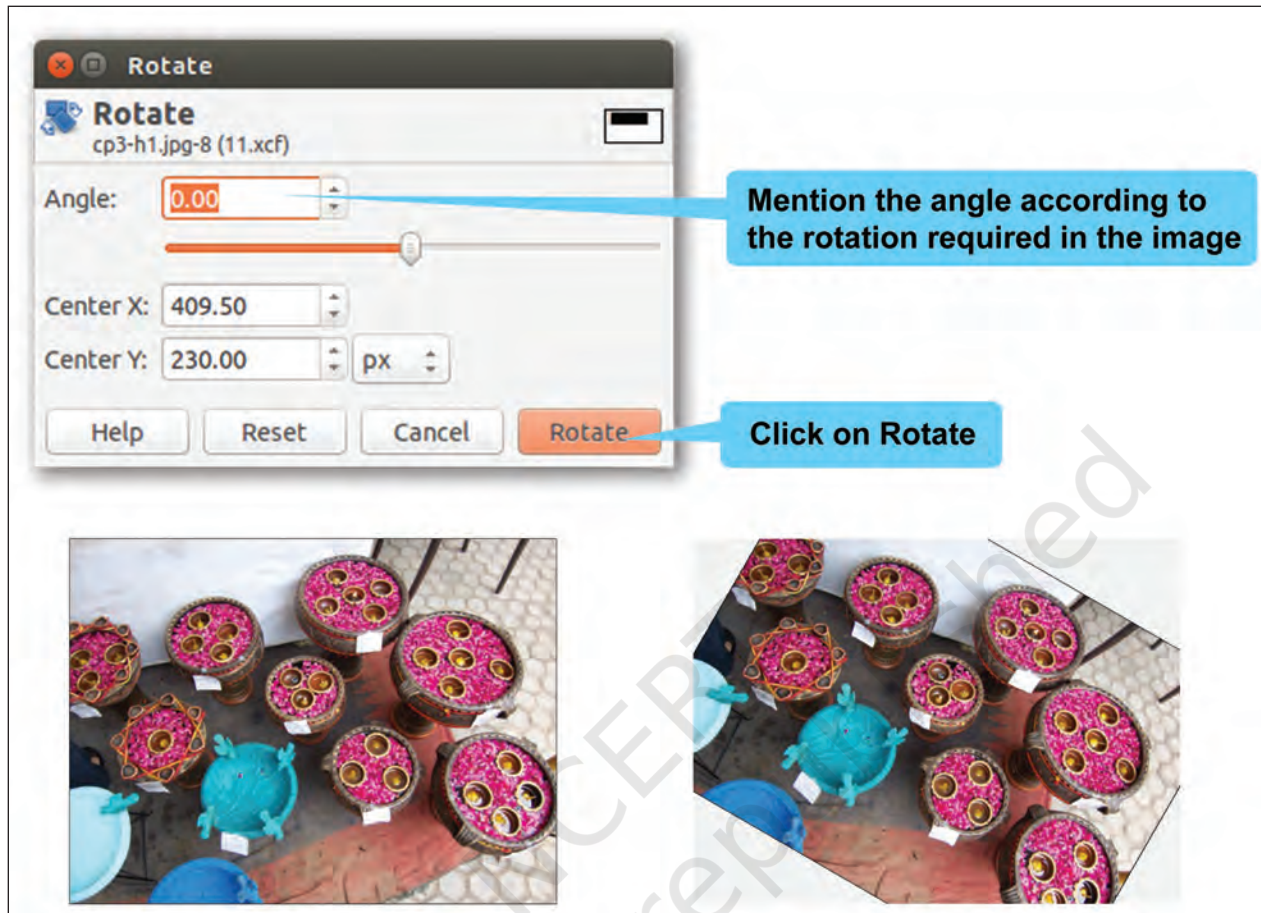 Rotate
Rotate
cp3-h1.jpg-8 (11.xcf)
Angle: 0.00
Mention the angle according to
the rotation required in the image
Center X: 409.50
Center Y: 230.00 px
Help Reset Cancel Rotate
Click on Rotate